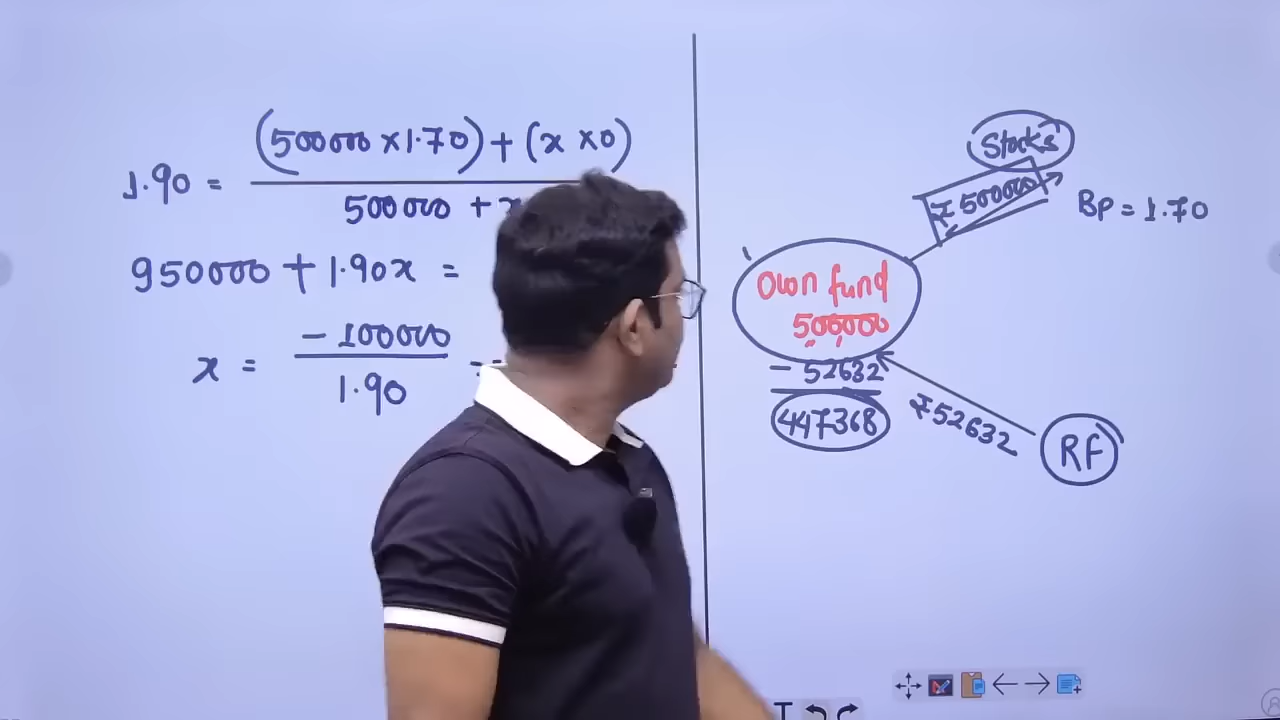 1.90 = (500000 × 1.70) + (x × 0)
500000 +
950000 + 1.90x =
x = - 100000
1.90
Stocks
₹ 500000
Bp = 1.70
Own fund
500000
- 52632
447368
₹52632
RF